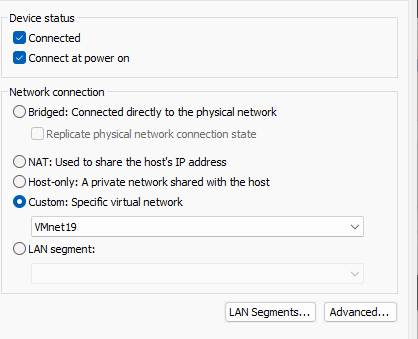 Device status
Connected
Connect at power on
Network connection
Bridged: Connected directly to the physical network
Replicate physical network connection state
NAT: Used to share the host's IP address
Host-only: A private network shared with the host
Custom: Specific virtual network
VMnet19
LAN segment:
LAN Segments... Advanced...